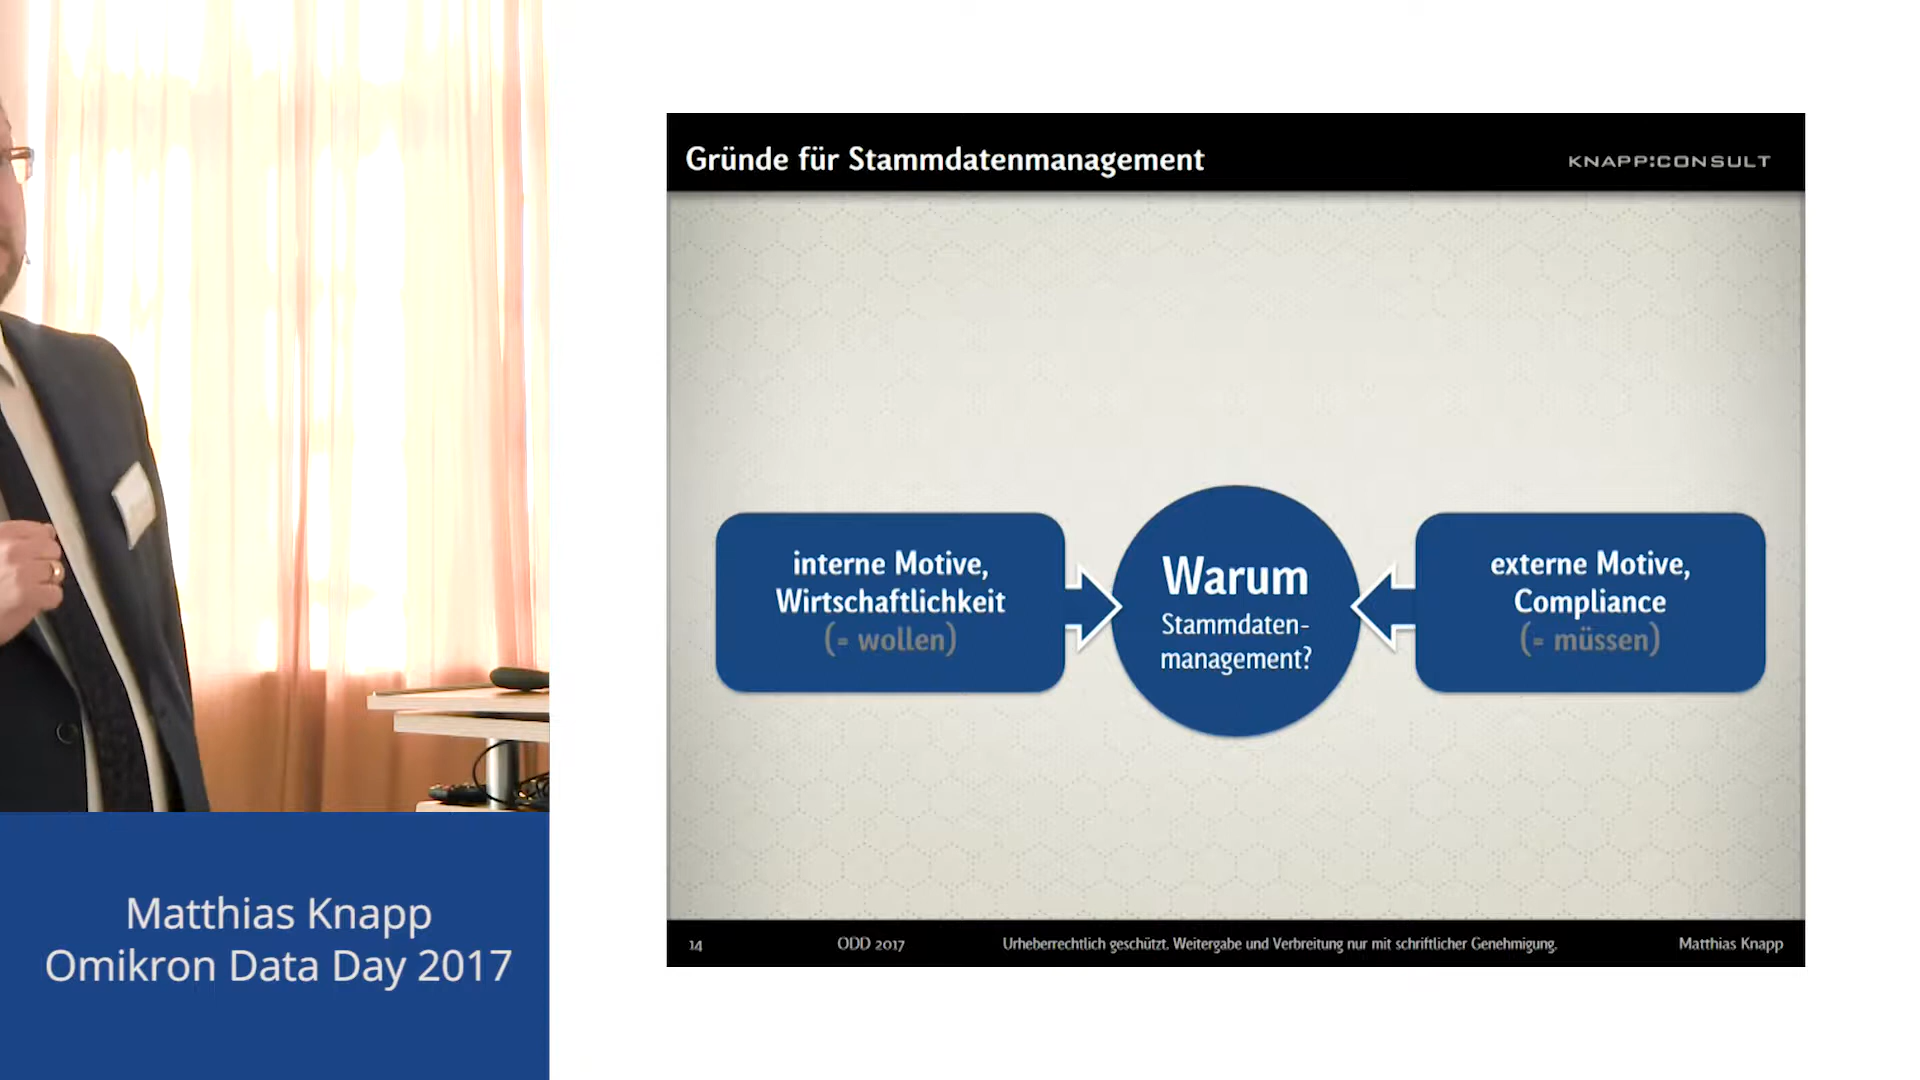 Gründe für Stammdatenmanagement
KNAPP:CONSULT
interne Motive,
Wirtschaftlichkeit
(= wollen)
Warum
Stammdaten-
management?
externe Motive,
Compliance
(= müssen)
14
ODD 2017
Urheberrechtlich geschützt. Weitergabe und Verbreitung nur mit schriftlicher Genehmigung.
Matthias Knapp
Matthias Knapp
Omikron Data Day 2017